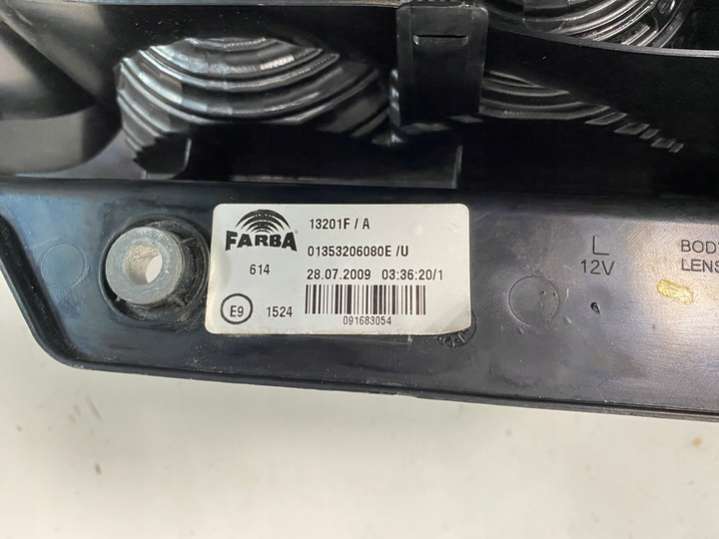 FARBA
13201F / A
01353206080E /U
614
28.07.2009 03:36:20/1
E9
1524
091683054
L
12V
BOD
LENS